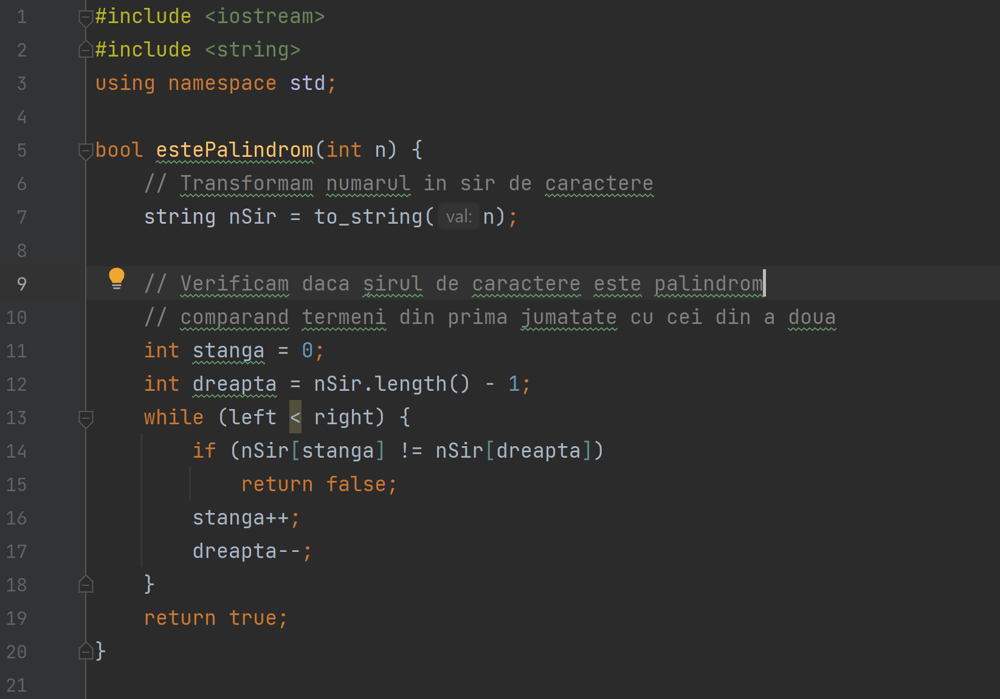 1 #include <iostream>
2 #include <string>
3 using namespace std;
4
5 bool estePalindrom(int n) {
6     // Transformam numarul in sir de caractere
7     string nSir = to_string( val: n);
8
9     // Verificam daca șirul de caractere este palindrom
10     // comparand termeni din prima jumatate cu cei din a doua
11     int stanga = 0;
12     int dreapta = nSir.length() - 1;
13     while (left < right) {
14         if (nSir[stanga] != nSir[dreapta])
15             return false;
16         stanga++;
17         dreapta--;
18     }
19     return true;
20 }
21